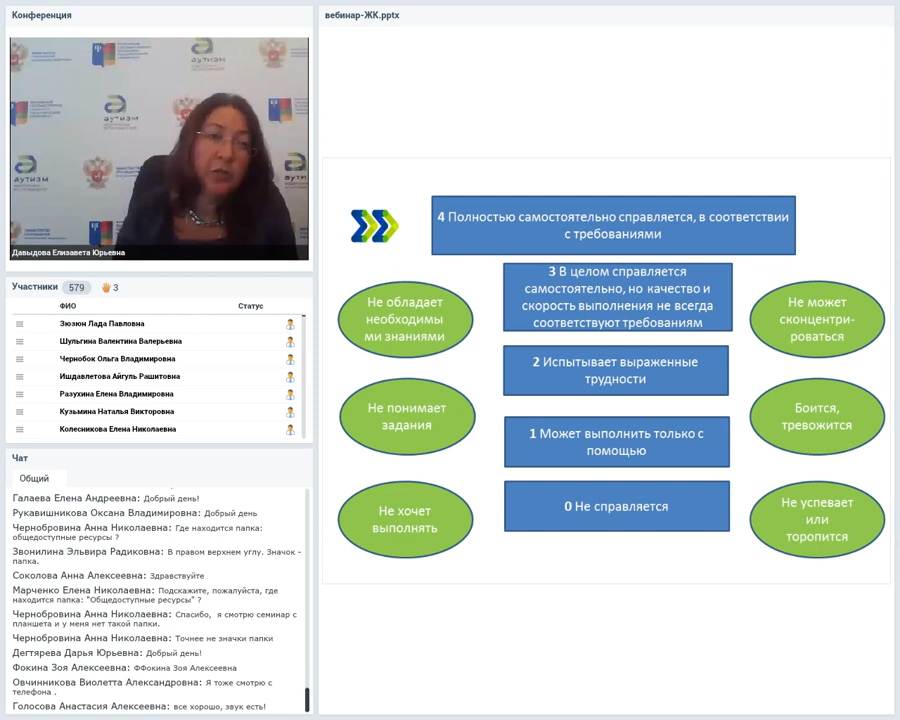 Конференция
аутизм
аутизм
аутизм
Давыдова Елизавета Юрьевна
Участники 579 3
ФИО Статус
Зюзюн Лада Павловна
Шульгина Валентина Валерьевна
Чернобок Ольга Владимировна
Ишдавлетова Айгуль Рашитовна
Разухина Елена Владимировна
Кузьмина Наталья Викторовна
Колесникова Елена Николаевна
Чат
Общий
Галаева Елена Андреевна: Добрый день!
Рукавишникова Оксана Владимировна: Добрый день
Чернобровина Анна Николаевна: Где находится папка:
общедоступные ресурсы ?
Звонилина Эльвира Радиковна: В правом верхнем углу. Значок -
папка.
Соколова Анна Алексеевна: Здравствуйте
Марченко Елена Николаевна: Подскажите, пожалуйста, где
находится папка: "Общедоступные ресурсы" ?
Чернобровина Анна Николаевна: Спасибо, я смотрю семинар с
планшета и у меня нет такой папки.
Чернобровина Анна Николаевна: Точнее не значки папки
Дегтярева Дарья Юрьевна: Добрый день!
Фокина Зоя Алексеевна: ФФокина Зоя Алексеевна
Овчинникова Виолетта Александровна: Я тоже смотрю с
телефона .
Голосова Анастасия Алексеевна: все хорошо, звук есть!
вебинар-ЖК.pptx
4 Полностью самостоятельно справляется, в соответствии
с требованиями
3 В целом справляется
самостоятельно, но качество и
скорость выполнения не всегда
соответствуют требованиям
2 Испытывает выраженные
трудности
1 Может выполнить только с
помощью
0 Не справляется
Не обладает
необходимы
ми знаниями
Не понимает
задания
Не хочет
выполнять
Не может
сконцентри-
роваться
Боится,
тревожится
Не успевает
или
торопится